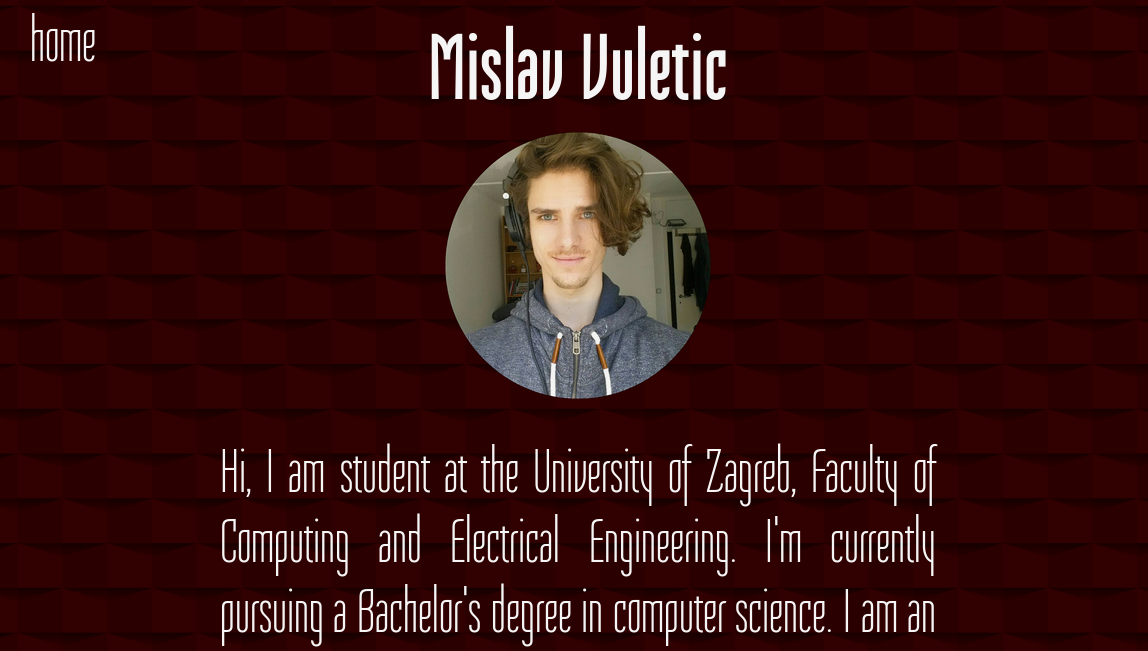 home
Mislav Vuletic
Hi, I am student at the University of Zagreb, Faculty of
Computing and Electrical Engineering. I'm currently
pursuing a Bachelor's degree in computer science. I am an